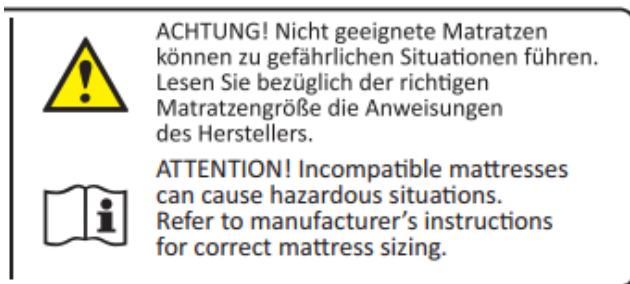 ACHTUNG! Nicht geeignete Matratzen
können zu gefährlichen Situationen führen.
Lesen Sie bezüglich der richtigen
Matratzengröße die Anweisungen
des Herstellers.
ATTENTION! Incompatible mattresses
can cause hazardous situations.
Refer to manufacturer’s instructions
for correct mattress sizing.